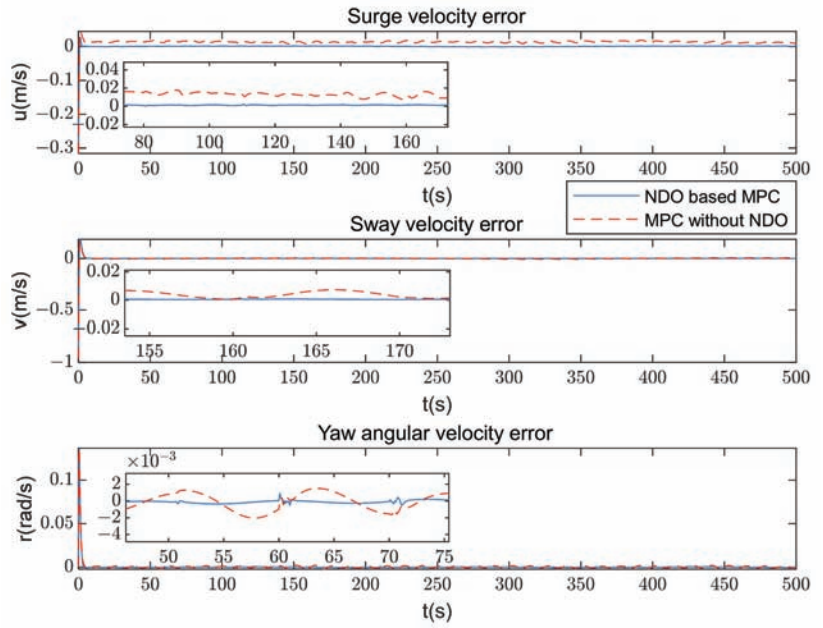 Surge velocity error
u(m/s)
0
−0.1
−0.2
−0.3
0.04
0.02
0
−0.02
80 100 120 140 160
0 50 100 150 200 250 300 350 400 450 500
t(s)
NDO based MPC
MPC without NDO
Sway velocity error
v(m/s)
0
−0.5
−1
0.02
0
−0.02
155 160 165 170
0 50 100 150 200 250 300 350 400 450 500
t(s)
Yaw angular velocity error
r(rad/s)
0.1
0.05
0
×10−3
2
0
−2
−4
50 55 60 65 70 75
0 50 100 150 200 250 300 350 400 450 500
t(s)